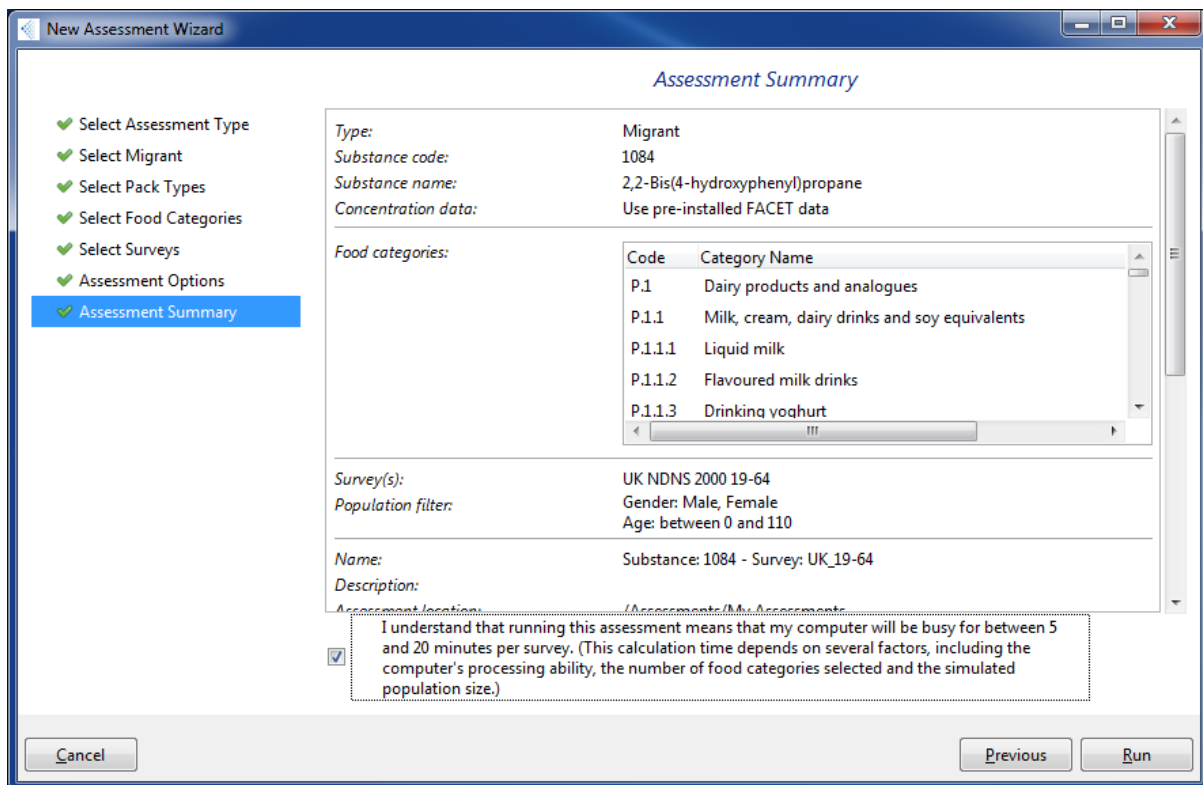 New Assessment Wizard
Assessment Summary
Select Assessment Type
Select Migrant
Select Pack Types
Select Food Categories
Select Surveys
Assessment Options
Assessment Summary
Type: Migrant
Substance code: 1084
Substance name: 2,2-Bis(4-hydroxyphenyl)propane
Concentration data: Use pre-installed FACET data
Food categories:
Code Category Name
P.1 Dairy products and analogues
P.1.1 Milk, cream, dairy drinks and soy equivalents
P.1.1.1 Liquid milk
P.1.1.2 Flavoured milk drinks
P.1.1.3 Drinking yoghurt
Survey(s): UK NDNS 2000 19-64
Population filter: Gender: Male, Female
Age: between 0 and 110
Name: Substance: 1084 - Survey: UK_19-64
Description:
Assessment location: /Assessments/My Assessments
I understand that running this assessment means that my computer will be busy for between 5
and 20 minutes per survey. (This calculation time depends on several factors, including the
computer's processing ability, the number of food categories selected and the simulated
population size.)
Cancel
Previous
Run